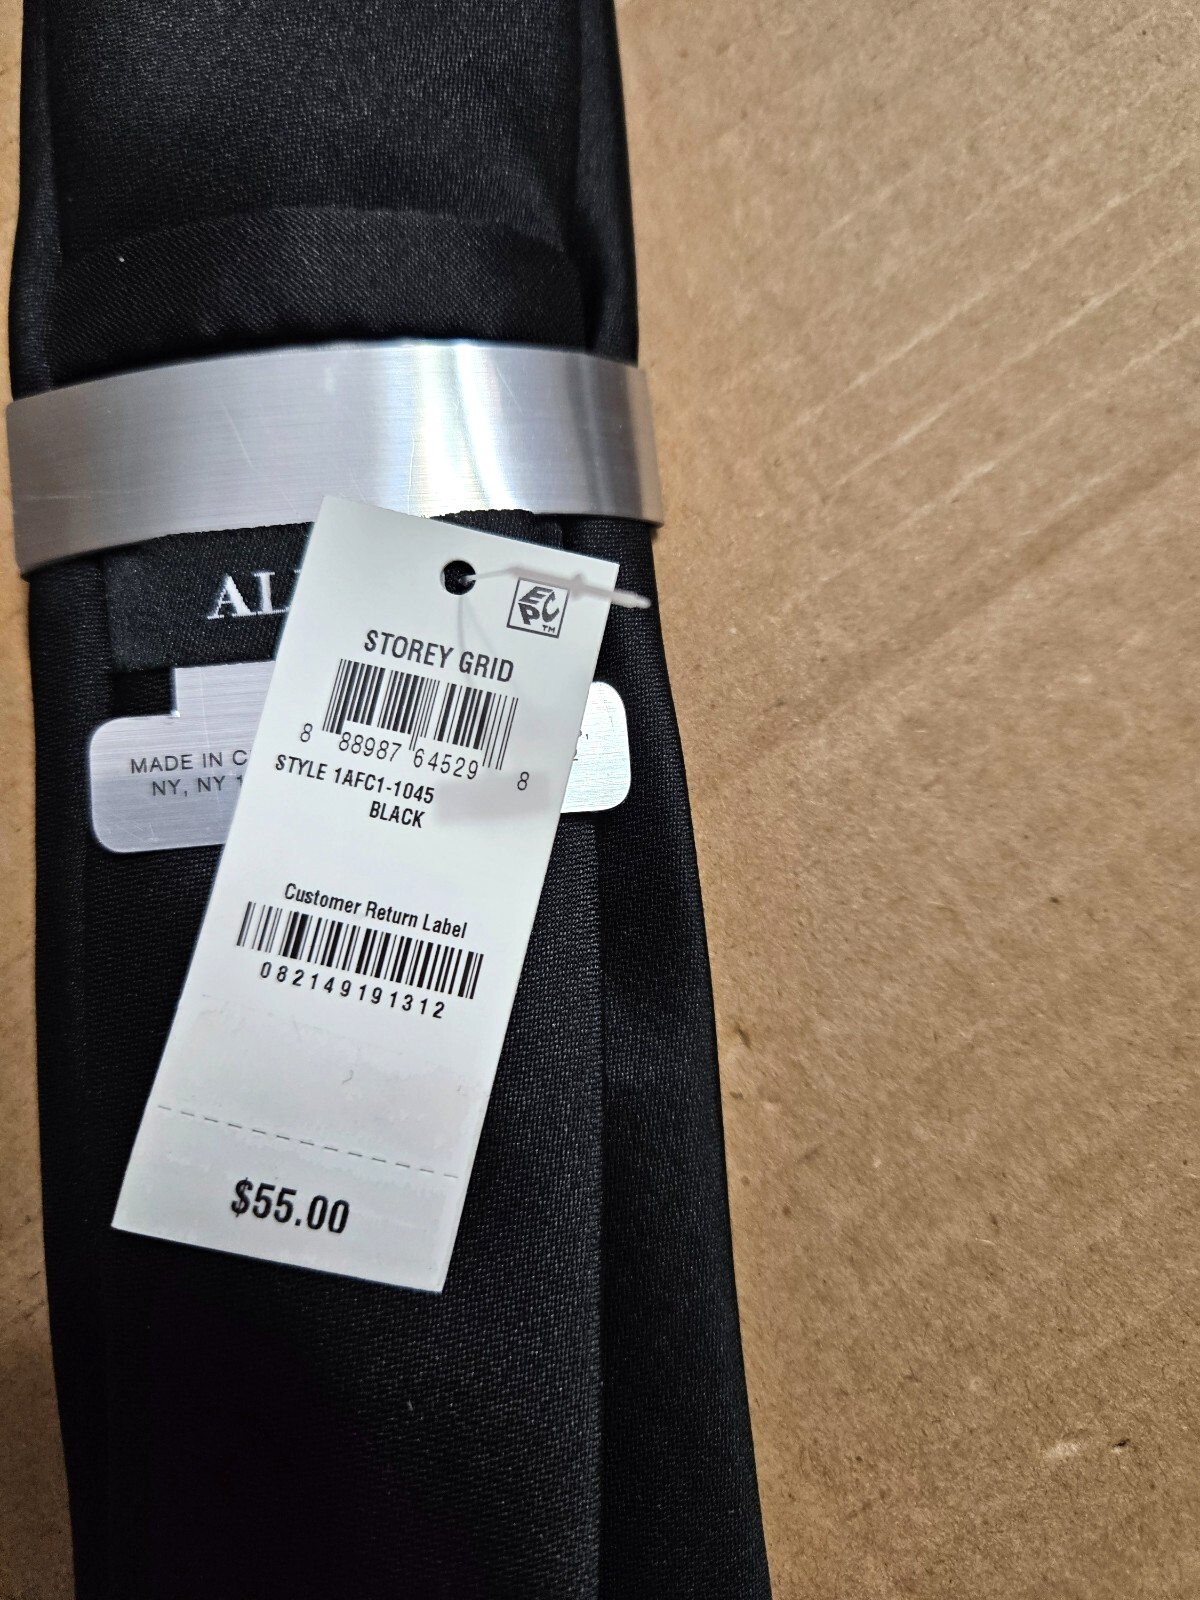 EPC™
STOREY GRID
8 88987 64529 8
STYLE 1AFC1-1045
BLACK
MADE IN
NY, NY
Customer Return Label
082149191312
$55.00